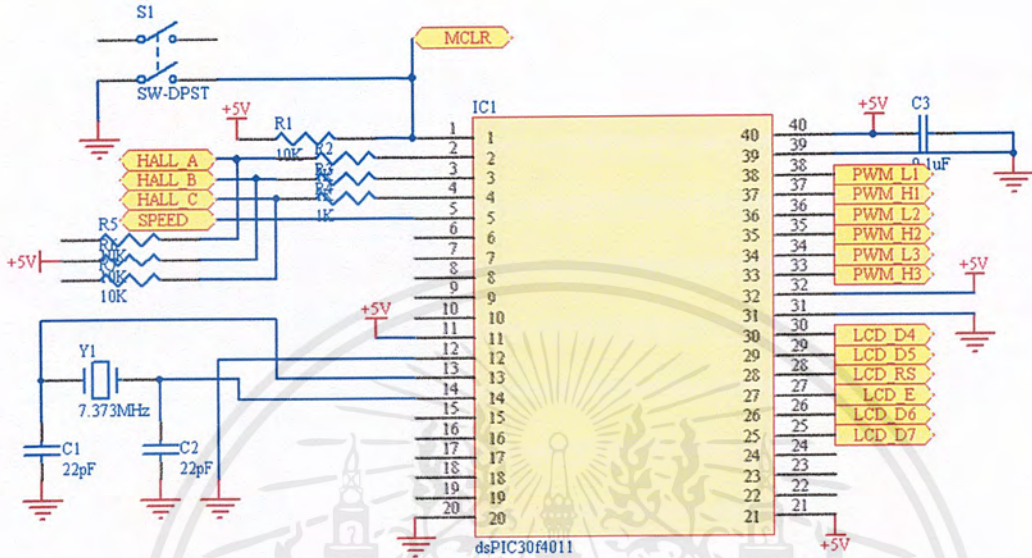 S1
SW-DPST
MCLR
+5V
R1
10K
IC1
+5V
C3
0.1uF
HALL_A
HALL_B
HALL_C
SPEED
R2
R3
R4
1K
R5
10K
10K
+5V
+5V
Y1
7.373MHz
C1
22pF
C2
22pF
1 1
2 2
3 3
4 4
5 5
6 6
7 7
8 8
9 9
10 10
11 11
12 12
13 13
14 14
15 15
16 16
17 17
18 18
19 19
20 20
40 40
39 39
38 38 PWM_L1
37 37 PWM_H1
36 36 PWM_L2
35 35 PWM_H2
34 34 PWM_L3
33 33 PWM_H3
32 32 +5V
31 31
30 30 LCD_D4
29 29 LCD_D5
28 28 LCD_RS
27 27 LCD_E
26 26 LCD_D6
25 25 LCD_D7
24 24
23 23
22 22
21 21
+5V
dsPIC30f4011